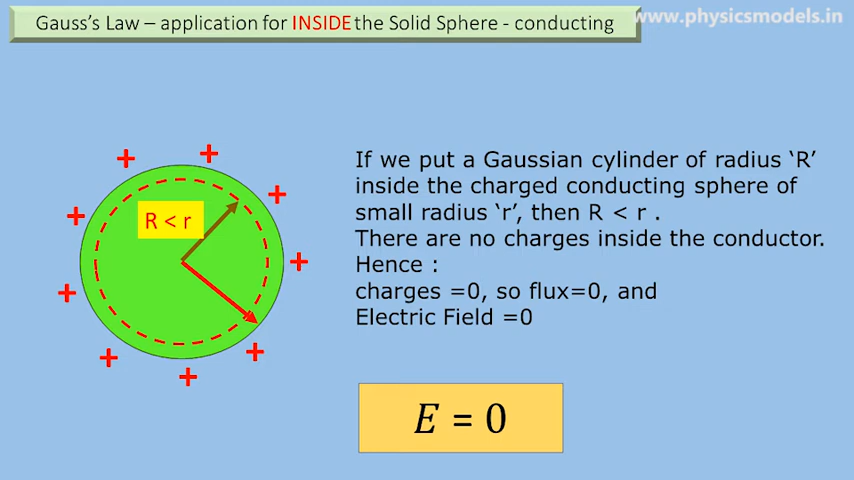 www.physicsmodels.in
Gauss's Law – application for INSIDE the Solid Sphere - conducting
+ +
+ +
R < r
+ +
+ +
+
If we put a Gaussian cylinder of radius ‘R’
inside the charged conducting sphere of
small radius ‘r’, then R < r .
There are no charges inside the conductor.
Hence :
charges =0, so flux=0, and
Electric Field =0
E = 0